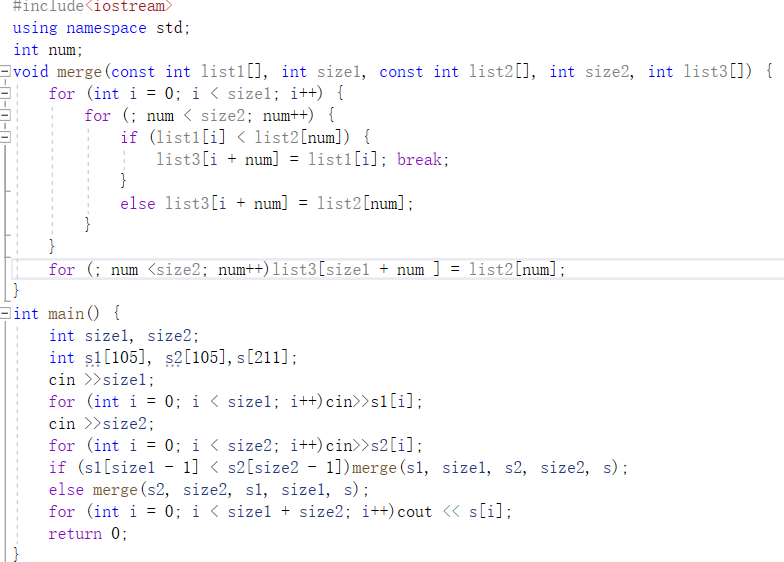 #include<iostream>
using namespace std;
int num;
void merge(const int list1[], int size1, const int list2[], int size2, int list3[]) {
for (int i = 0; i < size1; i++) {
for (; num < size2; num++) {
if (list1[i] < list2[num]) {
list3[i + num] = list1[i]; break;
}
else list3[i + num] = list2[num];
}
}
for (; num <size2; num++)list3[size1 + num ] = list2[num];
}
int main() {
int size1, size2;
int s1[105], s2[105],s[211];
cin >>size1;
for (int i = 0; i < size1; i++)cin>>s1[i];
cin >>size2;
for (int i = 0; i < size2; i++)cin>>s2[i];
if (s1[size1 - 1] < s2[size2 - 1])merge(s1, size1, s2, size2, s);
else merge(s2, size2, s1, size1, s);
for (int i = 0; i < size1 + size2; i++)cout << s[i];
return 0;
}